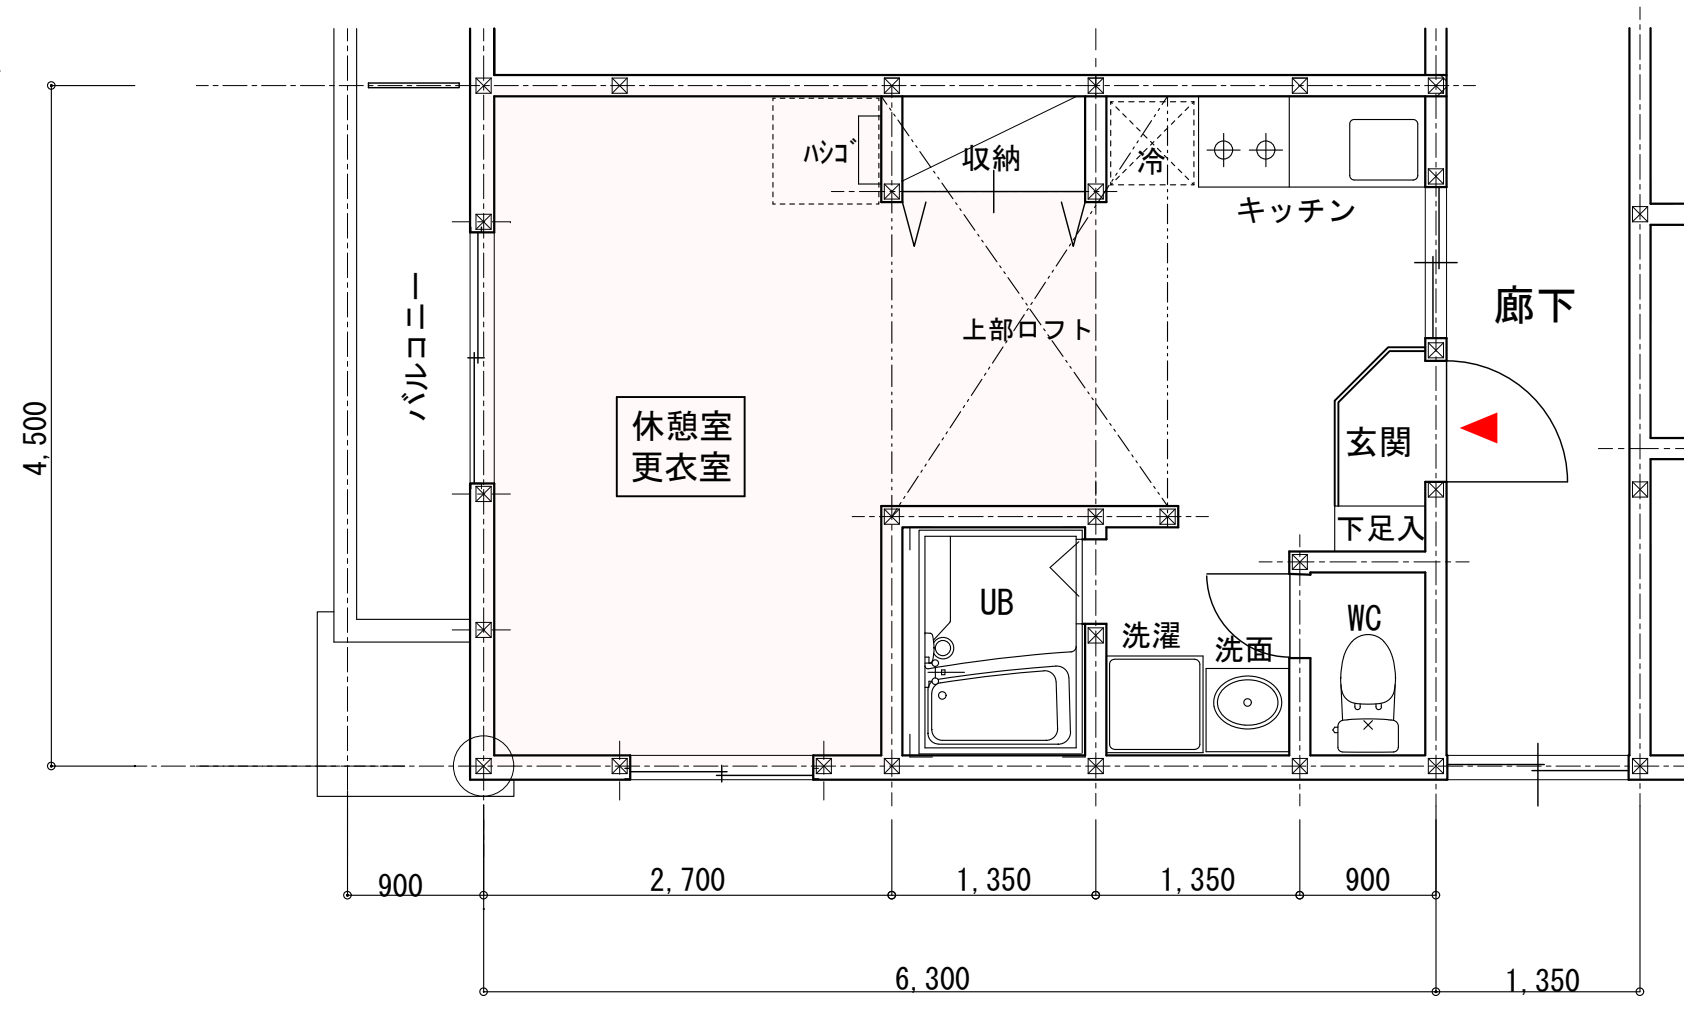 ﾊｼｺﾞ
収納
冷
キッチン
廊下
バルコニー
上部ロフト
4,500
休憩室
更衣室
玄関
下足入
UB
WC
洗濯
洗面
900
2,700
1,350
1,350
900
6,300
1,350